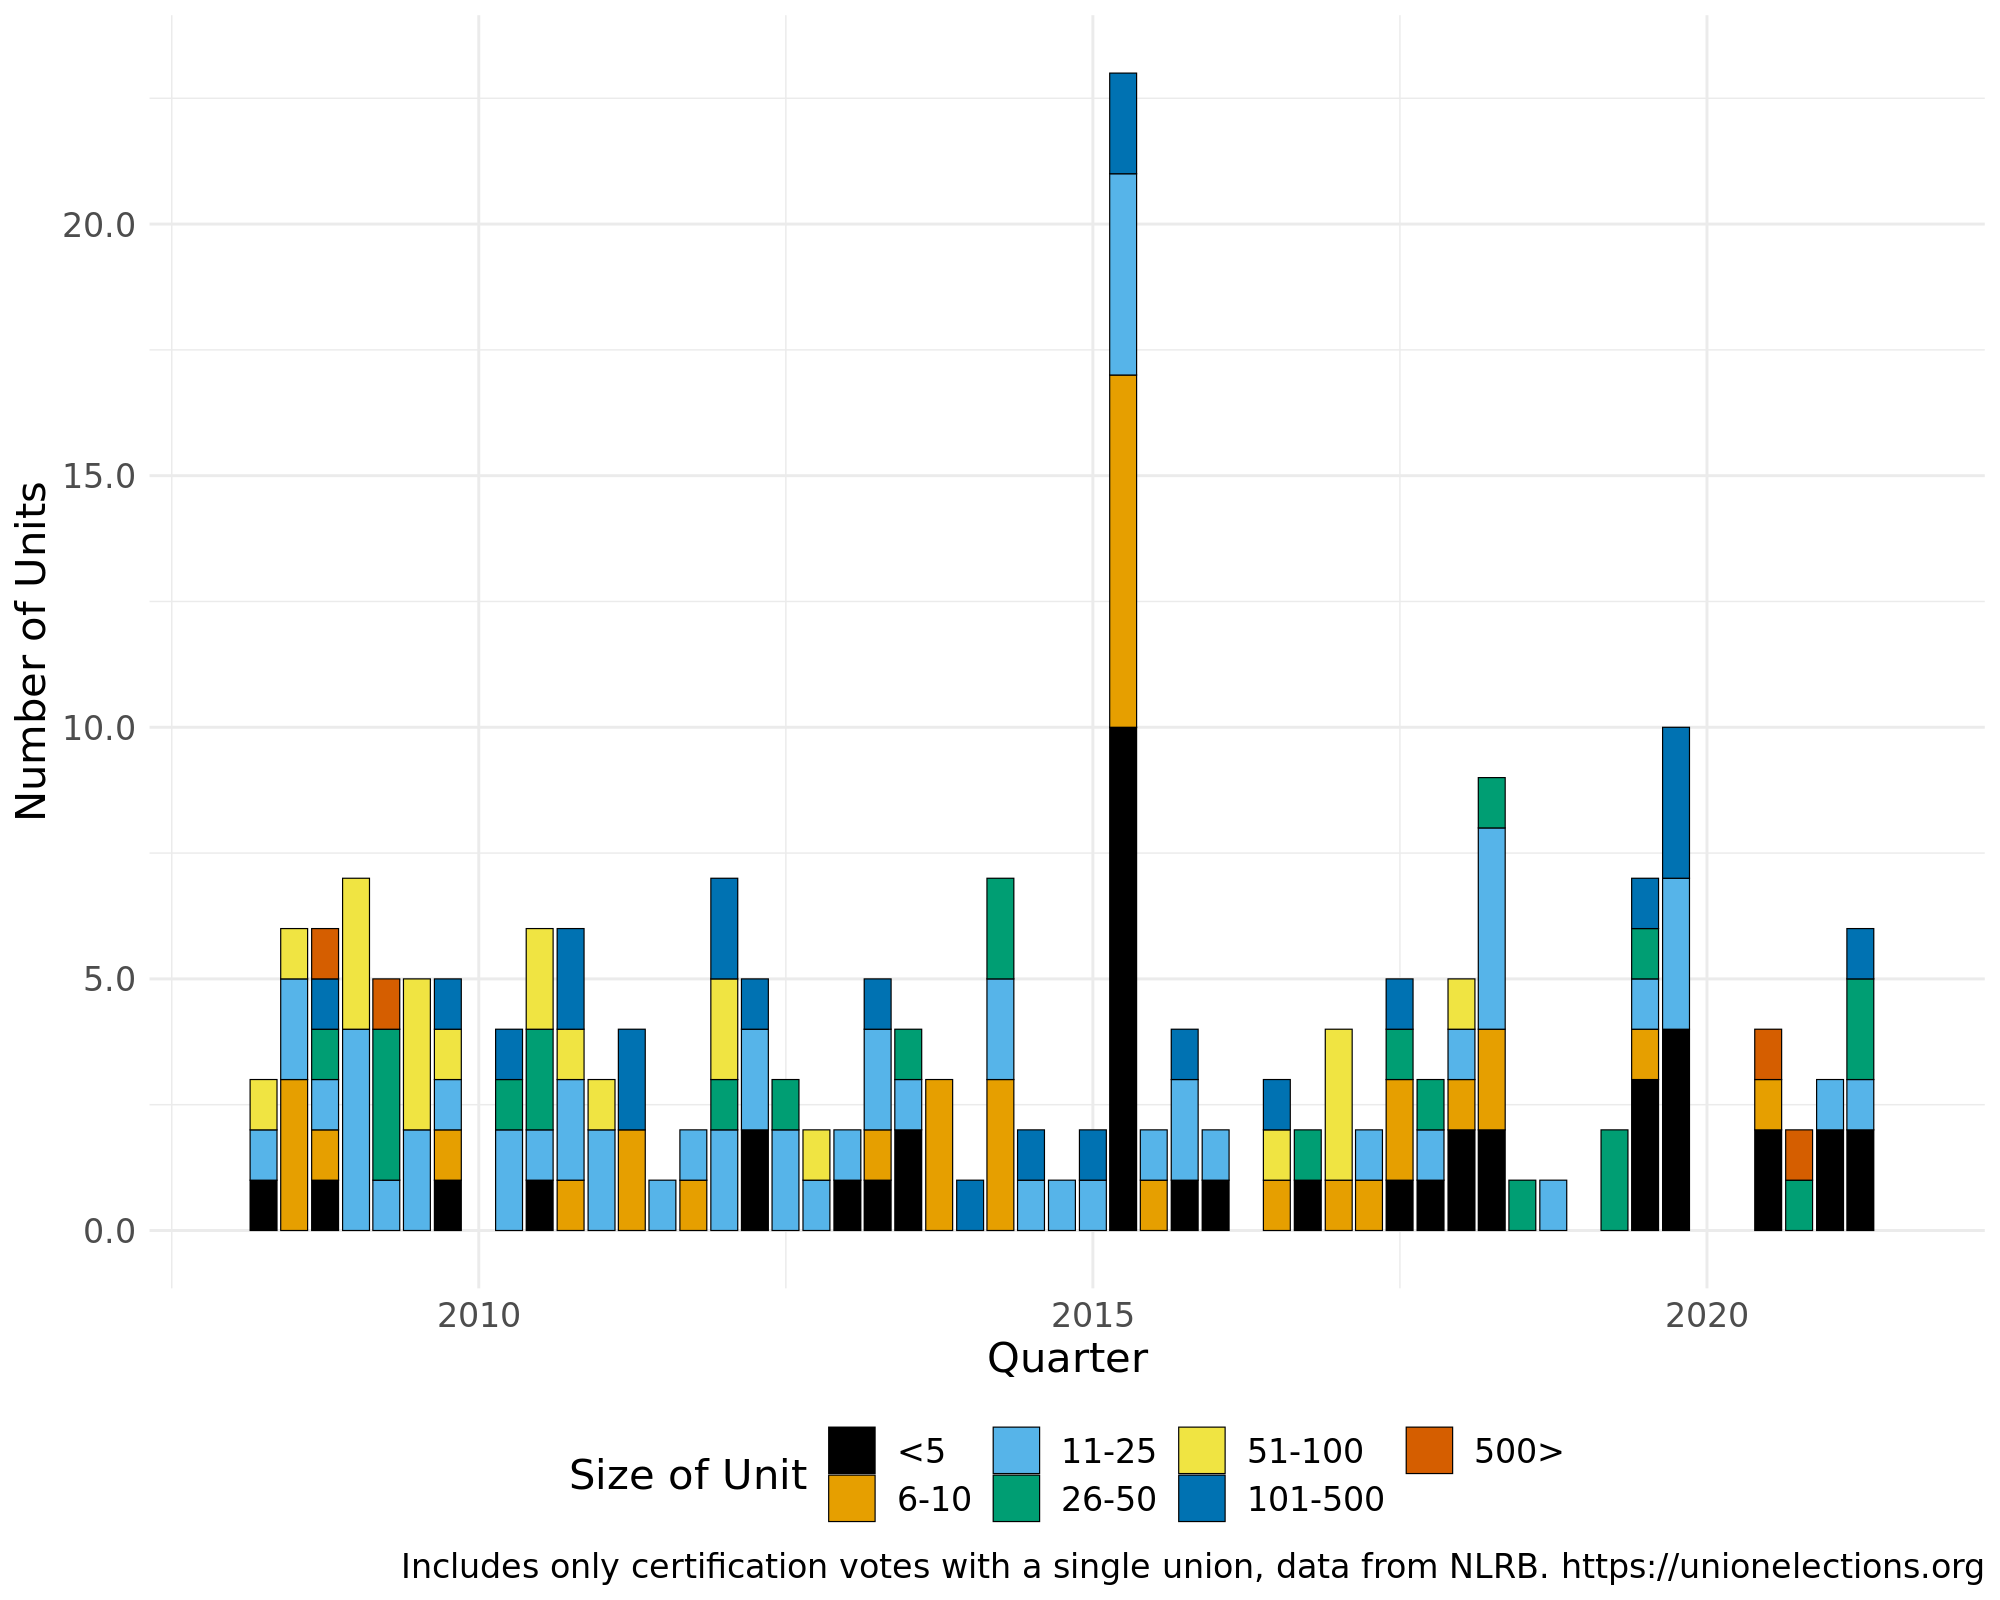 Number of Units
20.0
15.0
10.0
5.0
0.0
2010 2015 2020
Quarter
Size of Unit
<5 11-25 51-100 500>
6-10 26-50 101-500
Includes only certification votes with a single union, data from NLRB. https://unionelections.org